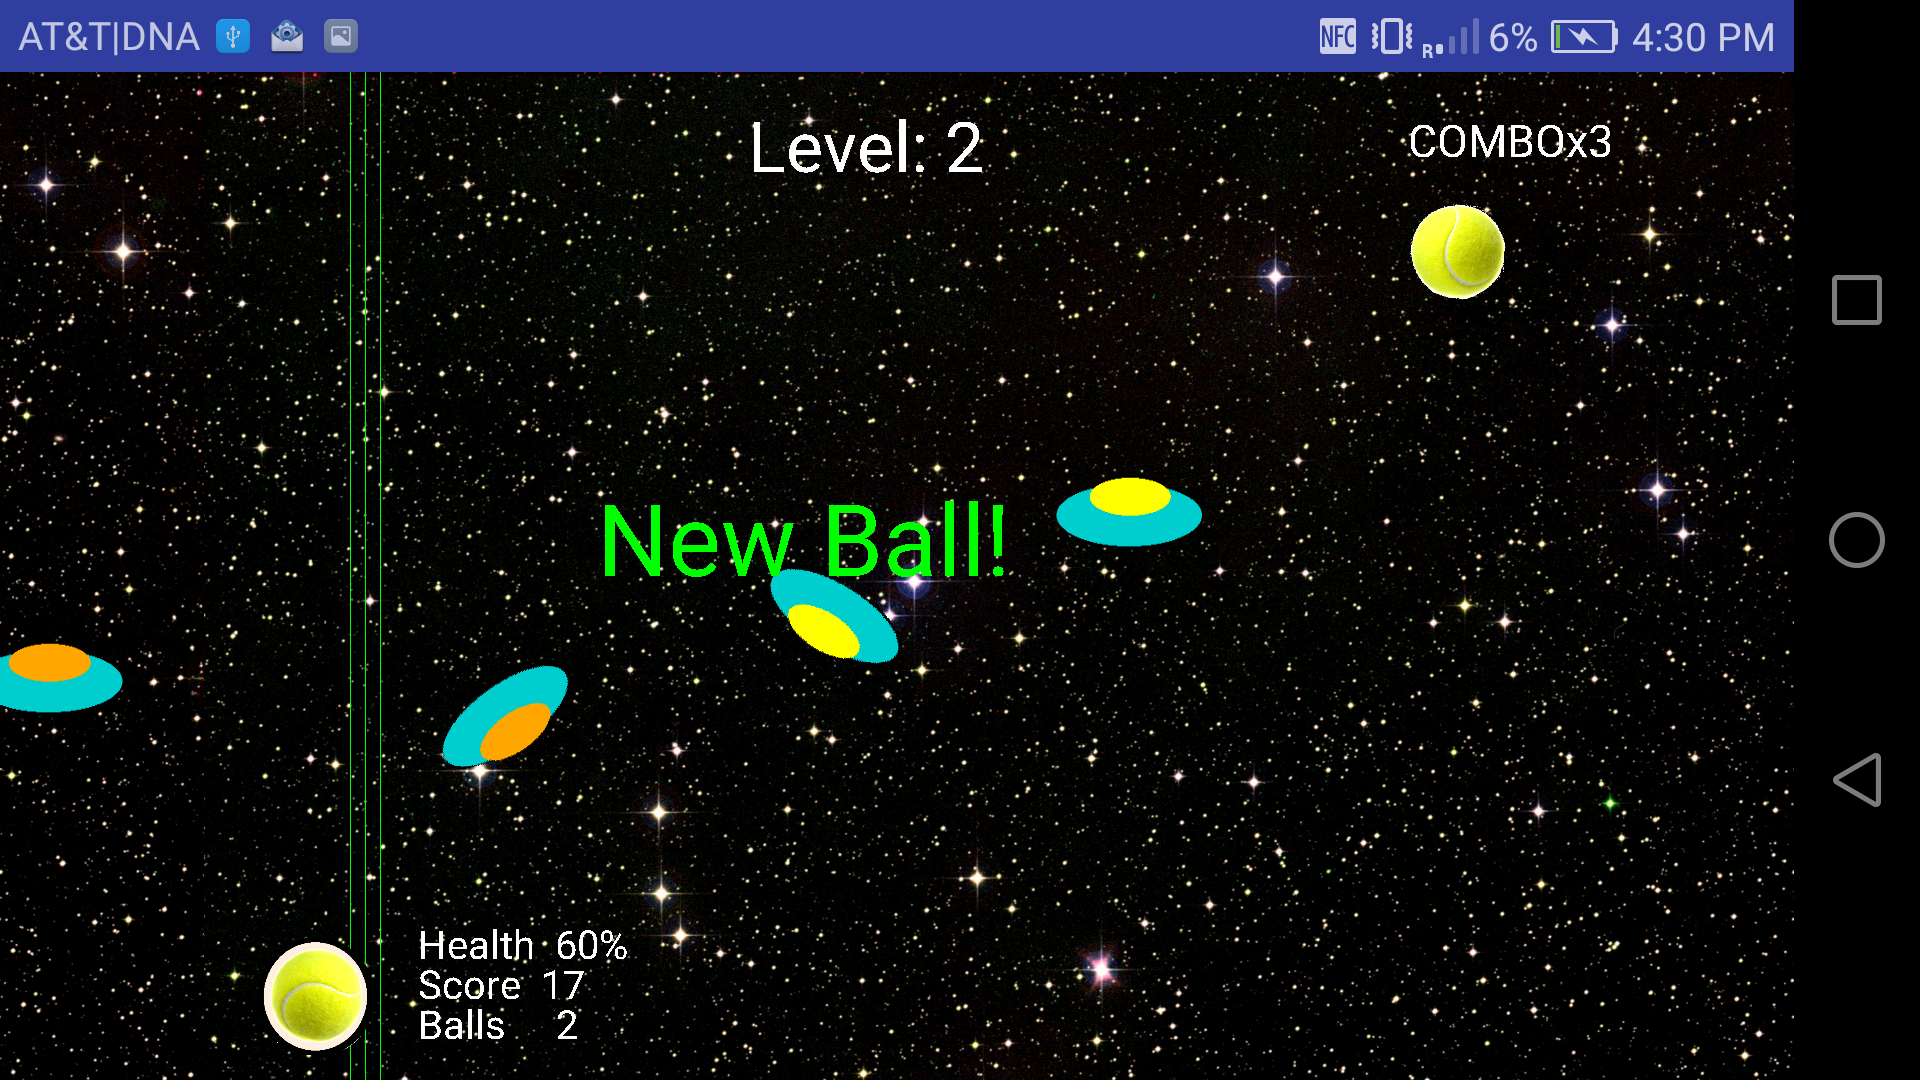 AT&T|DNA NFC R 6% 4:30 PM
Level: 2
COMBOx3
New Ball!
Health 60%
Score 17
Balls 2